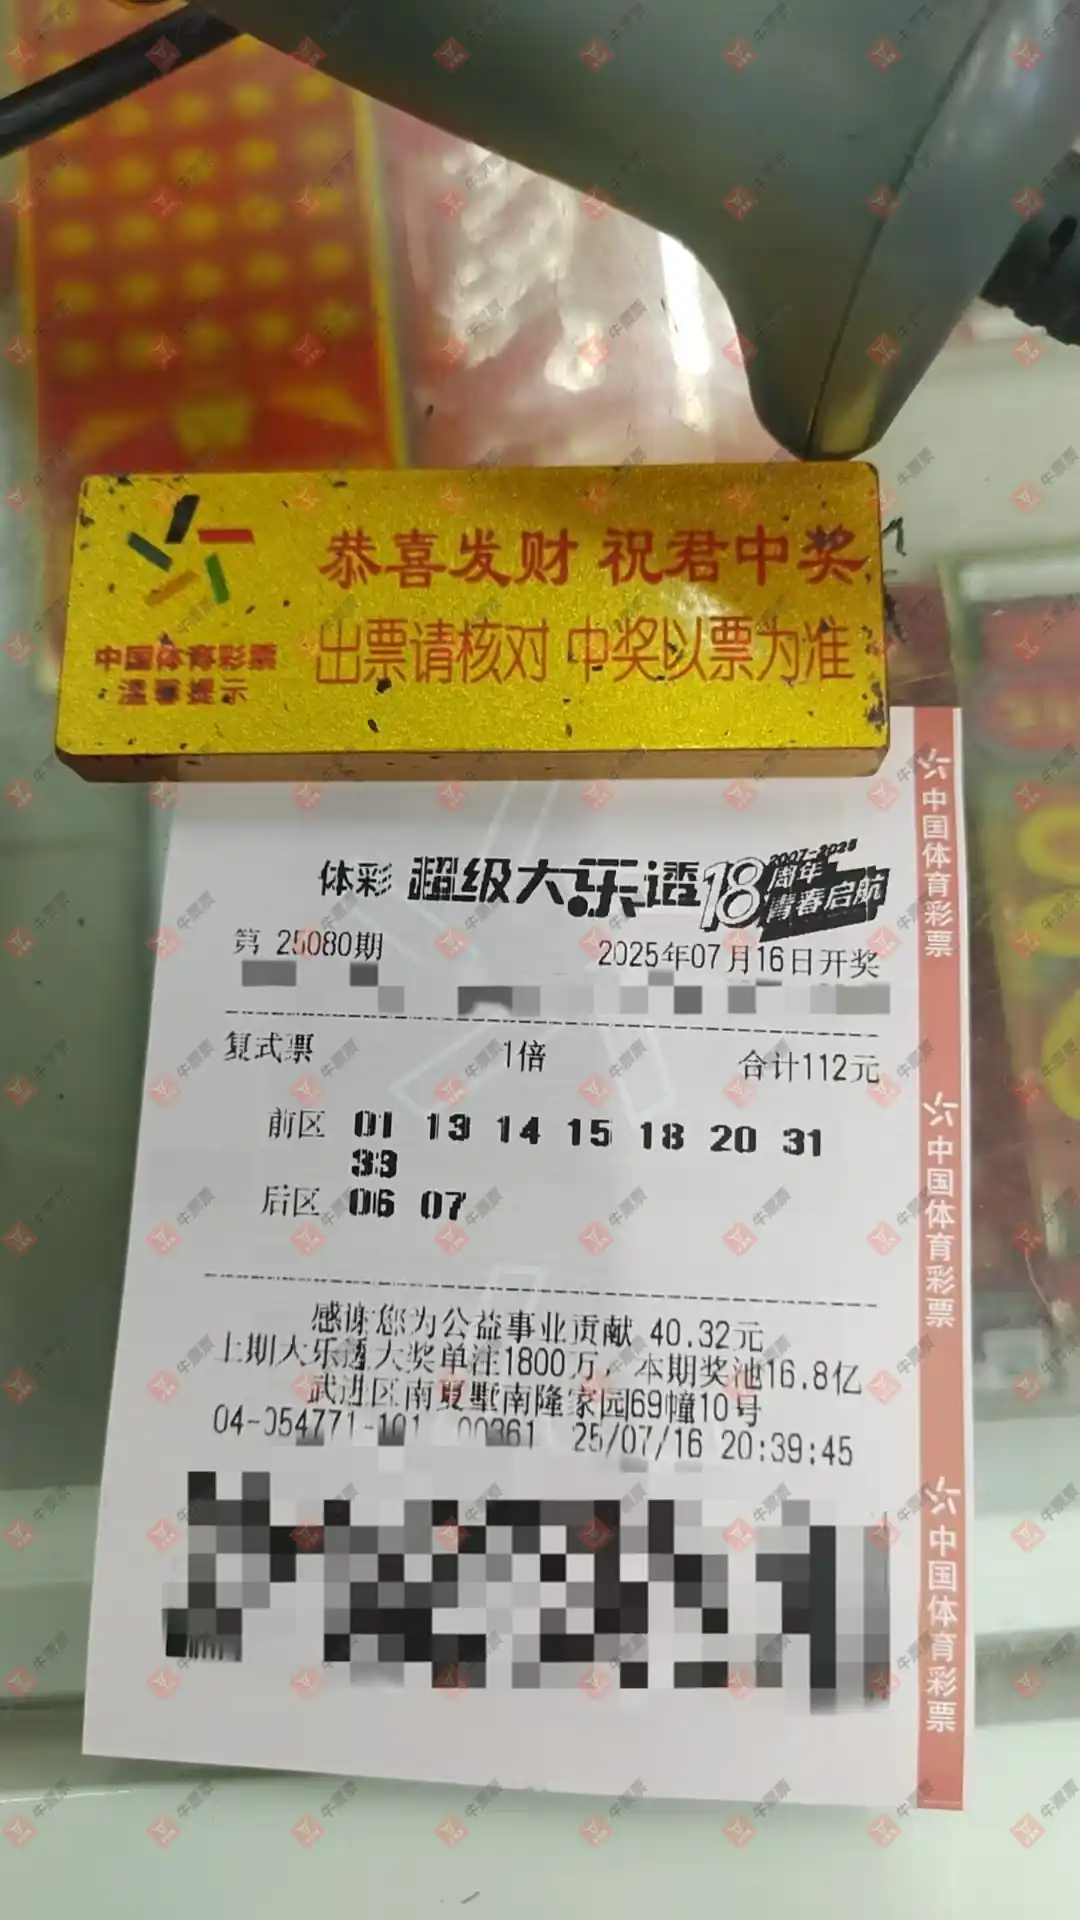 恭喜发财 祝君中奖
出票请核对 中奖以票为准
中国体育彩票
温馨提示
体彩 超级大乐透 18周年 2007-2025 青春启航
第 25080期 2025年07月16日开奖
复式票 1倍 合计112元
前区 01 13 14 15 18 20 31
33
后区 06 07
感谢您为公益事业贡献 40.32元
上期大乐透大奖单注1800万，本期奖池16.8亿
武进区南夏墅南隆家园69幢10号
04-054771-101 00361 25/07/16 20:39:45
中国体育彩票
中国体育彩票
中国体育彩票
牛票票